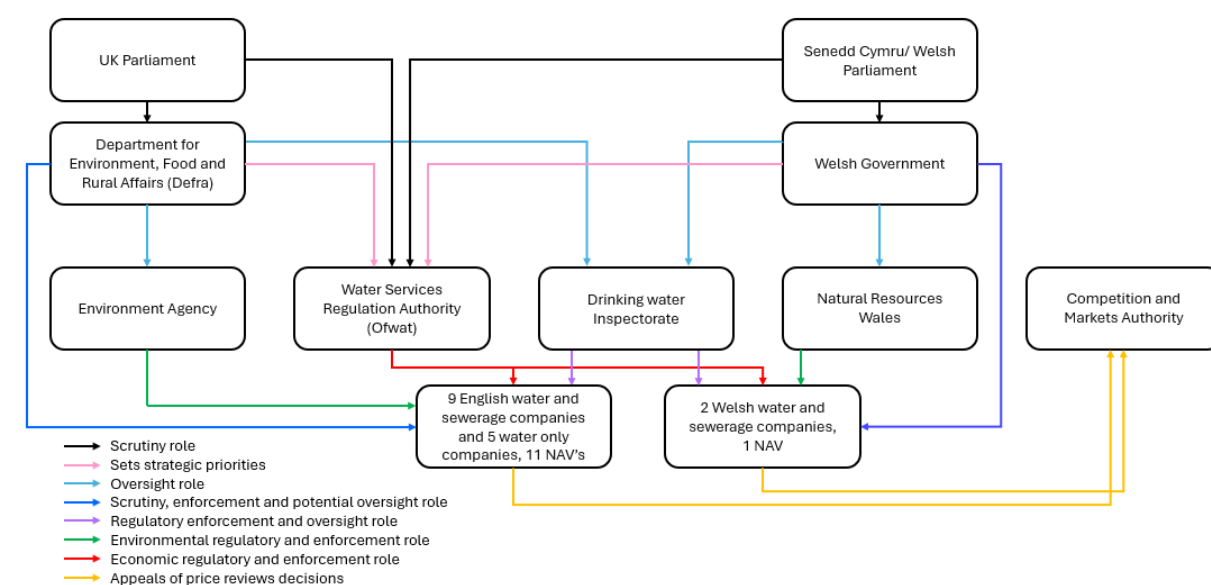 UK Parliament
Senedd Cymru/ Welsh
Parliament
Department for
Environment, Food and
Rural Affairs (Defra)
Welsh Government
Environment Agency
Water Services
Regulation Authority
(Ofwat)
Drinking water
Inspectorate
Natural Resources
Wales
Competition and
Markets Authority
9 English water and
sewerage companies
and 5 water only
companies, 11 NAV's
2 Welsh water and
sewerage companies,
1 NAV
Scrutiny role
Sets strategic priorities
Oversight role
Scrutiny, enforcement and potential oversight role
Regulatory enforcement and oversight role
Environmental regulatory and enforcement role
Economic regulatory and enforcement role
Appeals of price reviews decisions